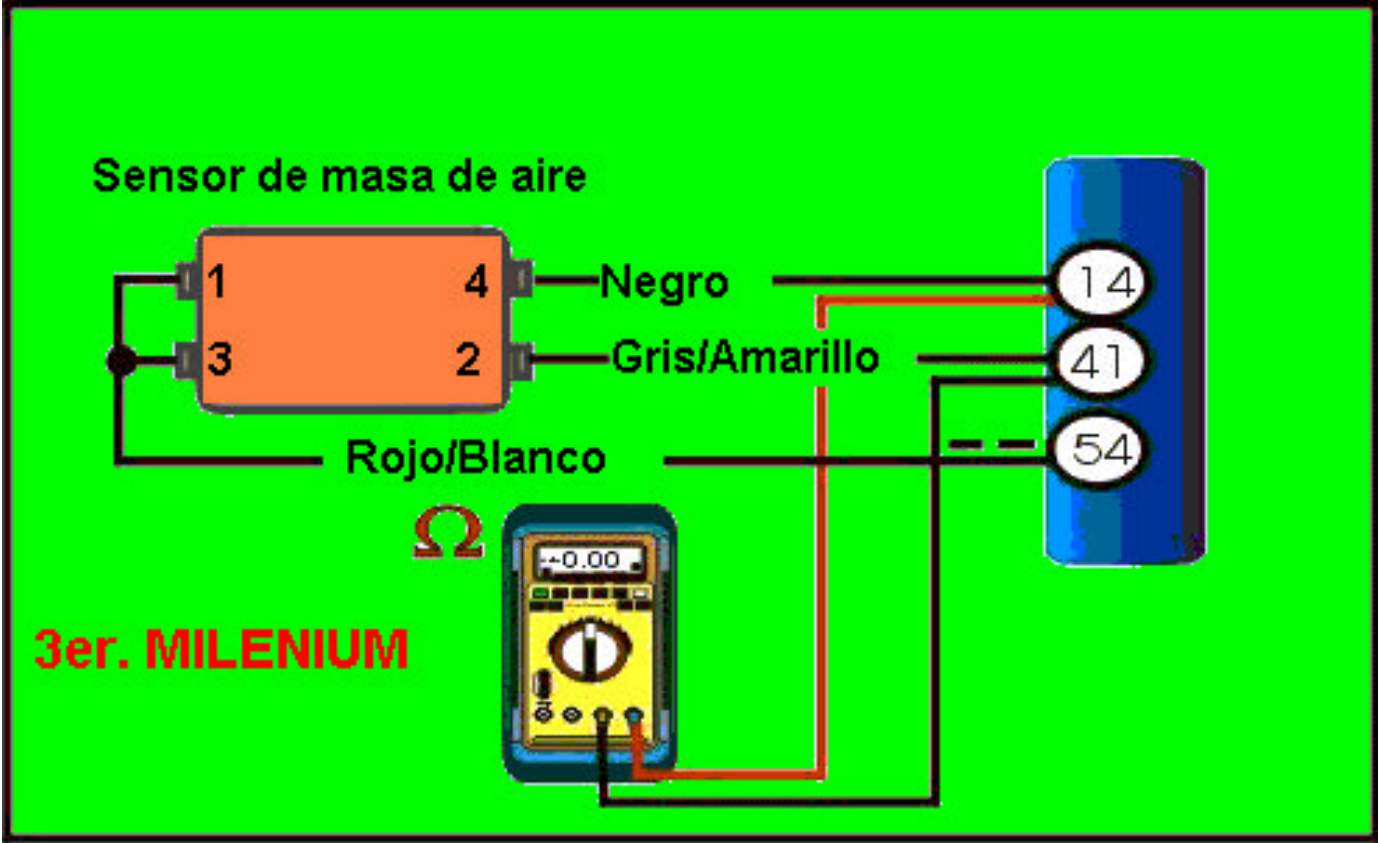 Sensor de masa de aire
1 4 Negro 14
3 2 Gris/Amarillo 41
Rojo/Blanco 54
Ω
0.00
3er. MILENIUM